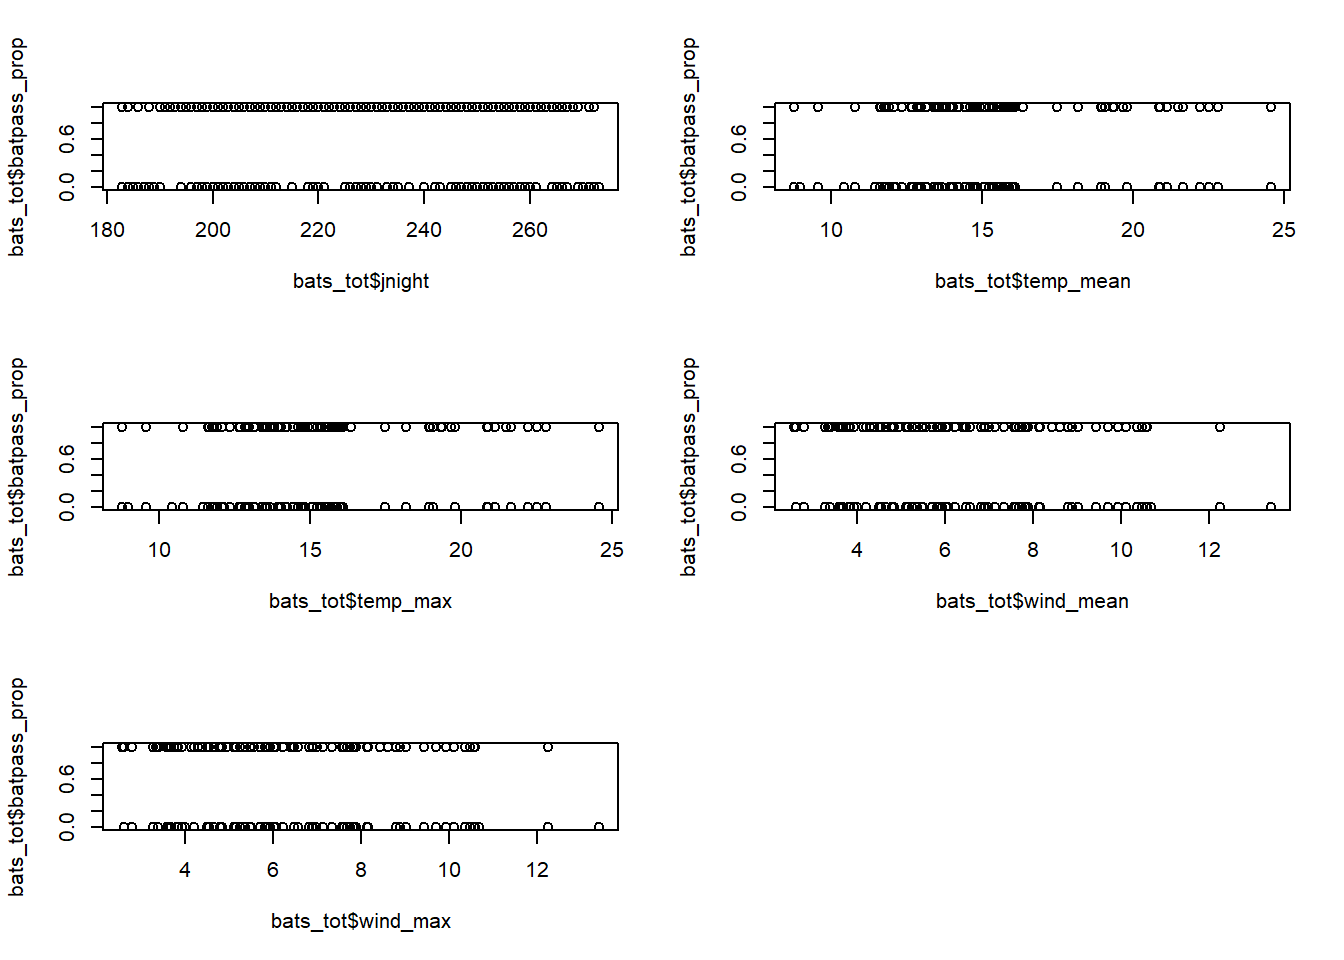 bats_tot$batpass_prop
0.0 0.6
180 200 220 240 260
bats_tot$jnight
bats_tot$batpass_prop
0.0 0.6
10 15 20 25
bats_tot$temp_mean
bats_tot$batpass_prop
0.0 0.6
10 15 20 25
bats_tot$temp_max
bats_tot$batpass_prop
0.0 0.6
4 6 8 10 12
bats_tot$wind_mean
bats_tot$batpass_prop
0.0 0.6
4 6 8 10 12
bats_tot$wind_max